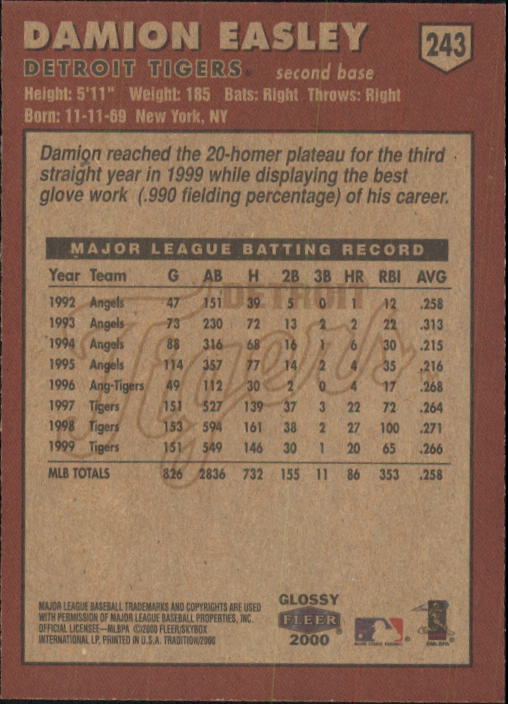 DAMION EASLEY
243
DETROIT TIGERS® second base
Height: 5'11" Weight: 185 Bats: Right Throws: Right
Born: 11-11-69 New York, NY
Damion reached the 20-homer plateau for the third
straight year in 1999 while displaying the best
glove work (.990 fielding percentage) of his career.
MAJOR LEAGUE BATTING RECORD
Year Team G AB H 2B 3B HR RBI AVG
1992 Angels 47 151 39 5 0 1 12 .258
1993 Angels 73 230 72 13 2 2 22 .313
1994 Angels 88 316 68 16 1 6 30 .215
1995 Angels 114 357 77 14 2 4 35 .216
1996 Ang-Tigers 49 112 30 2 0 4 17 .268
1997 Tigers 151 527 139 37 3 22 72 .264
1998 Tigers 153 594 161 38 2 27 100 .271
1999 Tigers 151 549 146 30 1 20 65 .266
MLB TOTALS 826 2836 732 155 11 86 353 .258
DETROIT
Tigers
MAJOR LEAGUE BASEBALL TRADEMARKS AND COPYRIGHTS ARE USED
WITH PERMISSION OF MAJOR LEAGUE BASEBALL PROPERTIES, INC.
OFFICIAL LICENSEE—MLBPA ©2000 FLEER/SKYBOX
INTERNATIONAL LP, PRINTED IN U.S.A. TRADITION/2000
GLOSSY
FLEER
2000